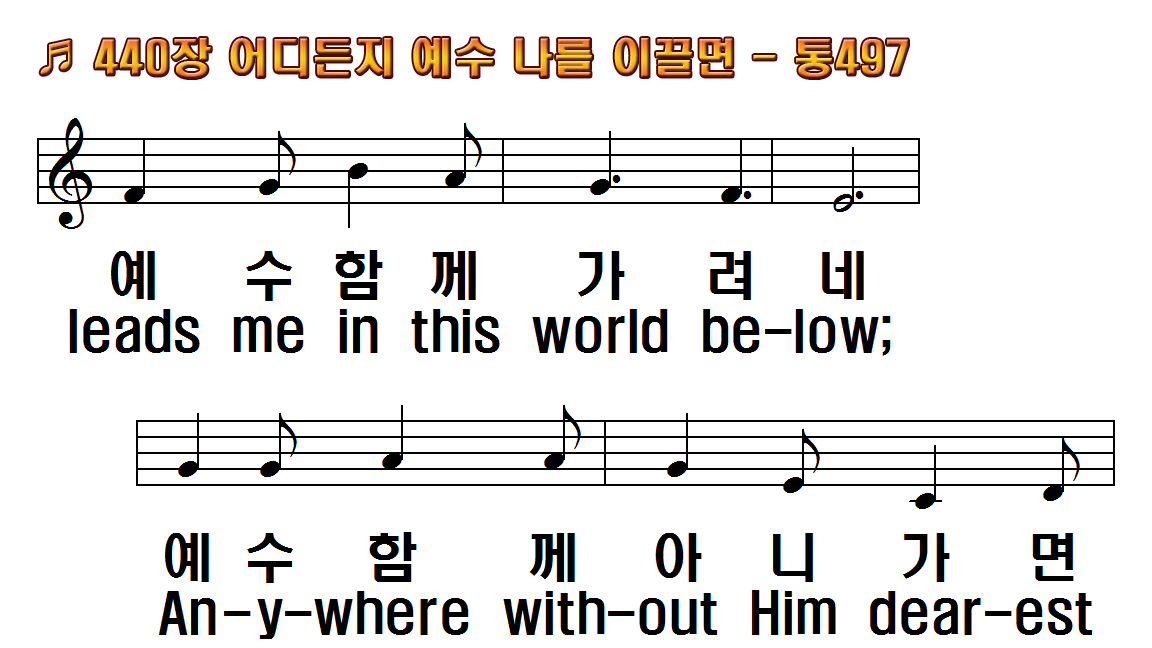 ♬ 440장 어디든지 예수 나를 이끌면 - 통497
예 수 함 께 가 려 네
leads me in this world be-low;
예 수 함 께 아 니 가 면
An-y-where with-out Him dear-est